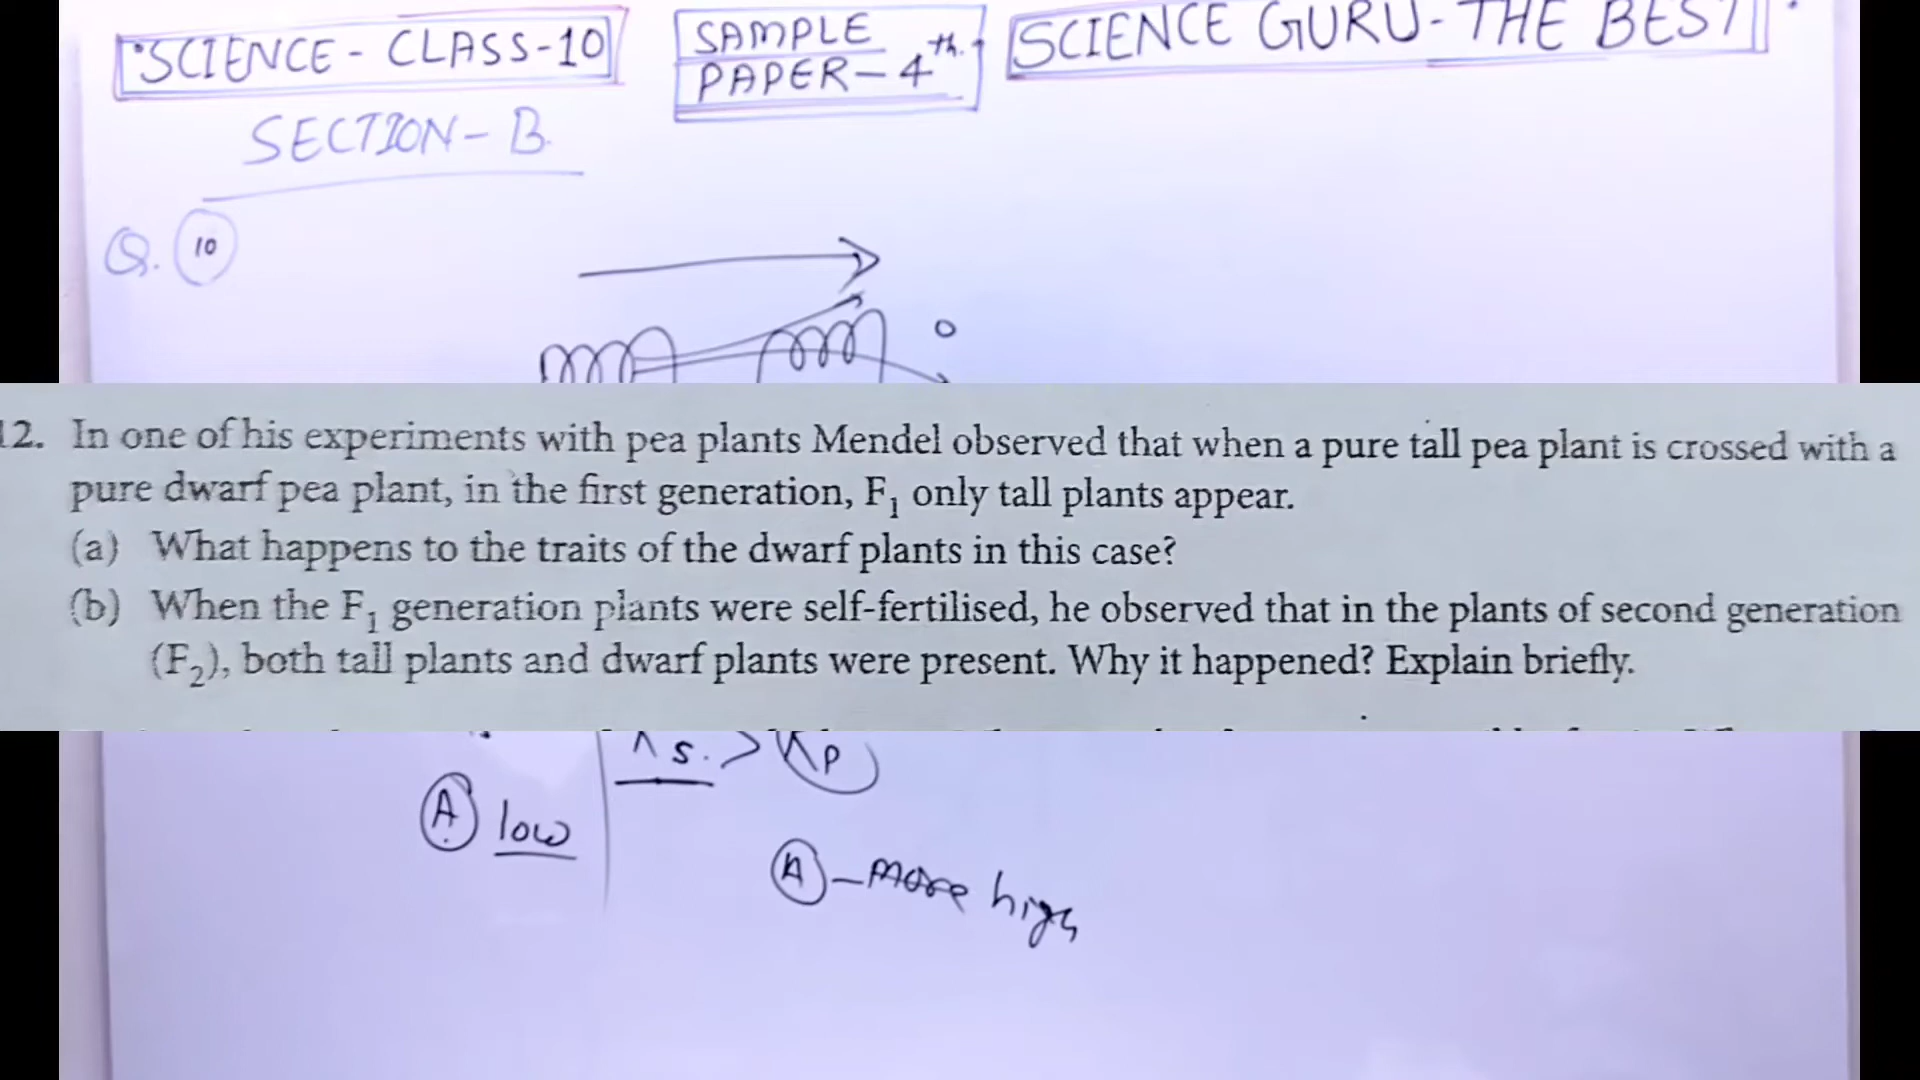 SCIENCE - CLASS-10
SAMPLE
PAPER-4th.
SCIENCE GURU- THE BEST
SECTION-B
Q. 10
12. In one of his experiments with pea plants Mendel observed that when a pure tall pea plant is crossed with a
pure dwarf pea plant, in the first generation, F₁ only tall plants appear.
(a) What happens to the traits of the dwarf plants in this case?
(b) When the F₁ generation plants were self-fertilised, he observed that in the plants of second generation
(F₂), both tall plants and dwarf plants were present. Why it happened? Explain briefly.
A low
A - more